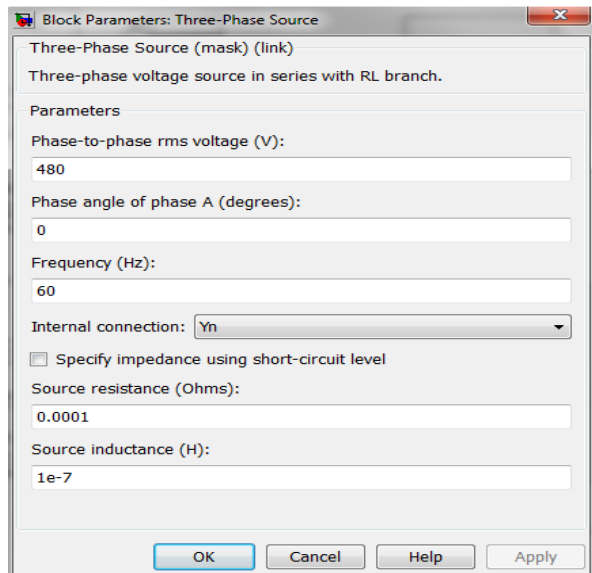 Block Parameters: Three-Phase Source
Three-Phase Source (mask) (link)
Three-phase voltage source in series with RL branch.
Parameters
Phase-to-phase rms voltage (V):
480
Phase angle of phase A (degrees):
0
Frequency (Hz):
60
Internal connection: Yn
Specify impedance using short-circuit level
Source resistance (Ohms):
0.0001
Source inductance (H):
1e-7
OK Cancel Help Apply